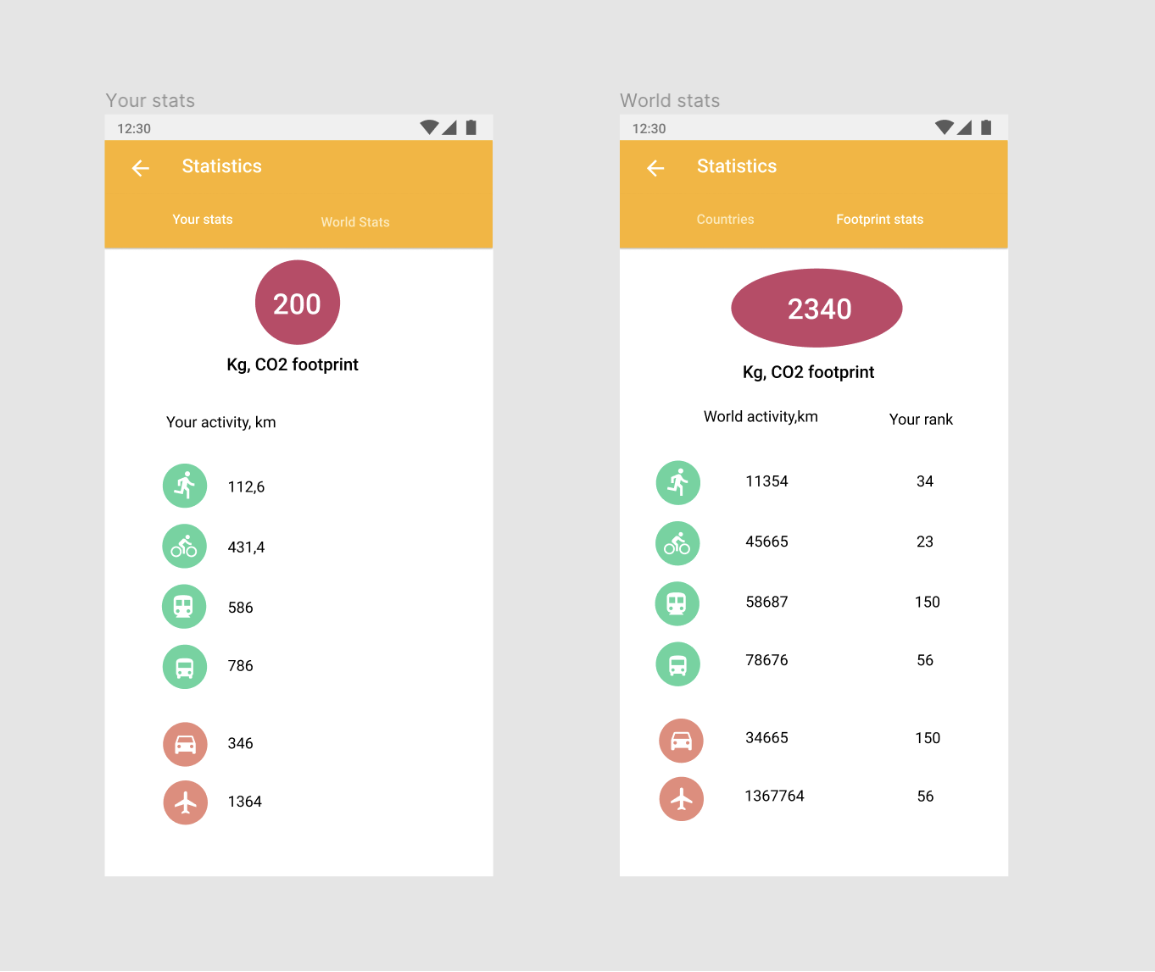 Your stats
12:30
Statistics
Your stats World Stats
200
Kg, CO2 footprint
Your activity, km
112,6
431,4
586
786
346
1364
World stats
12:30
Statistics
Countries Footprint stats
2340
Kg, CO2 footprint
World activity,km Your rank
11354 34
45665 23
58687 150
78676 56
34665 150
1367764 56